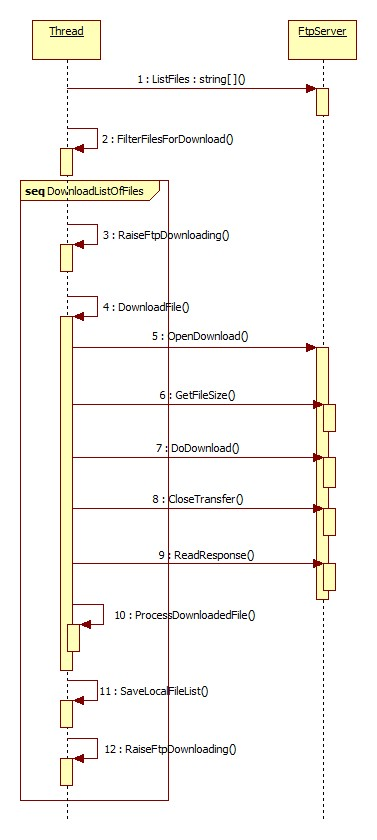 Thread
FtpServer
1 : ListFiles : string[]()
2 : FilterFilesForDownload()
seq DownloadListOfFiles
3 : RaiseFtpDownloading()
4 : DownloadFile()
5 : OpenDownload()
6 : GetFileSize()
7 : DoDownload()
8 : CloseTransfer()
9 : ReadResponse()
10 : ProcessDownloadedFile()
11 : SaveLocalFileList()
12 : RaiseFtpDownloading()